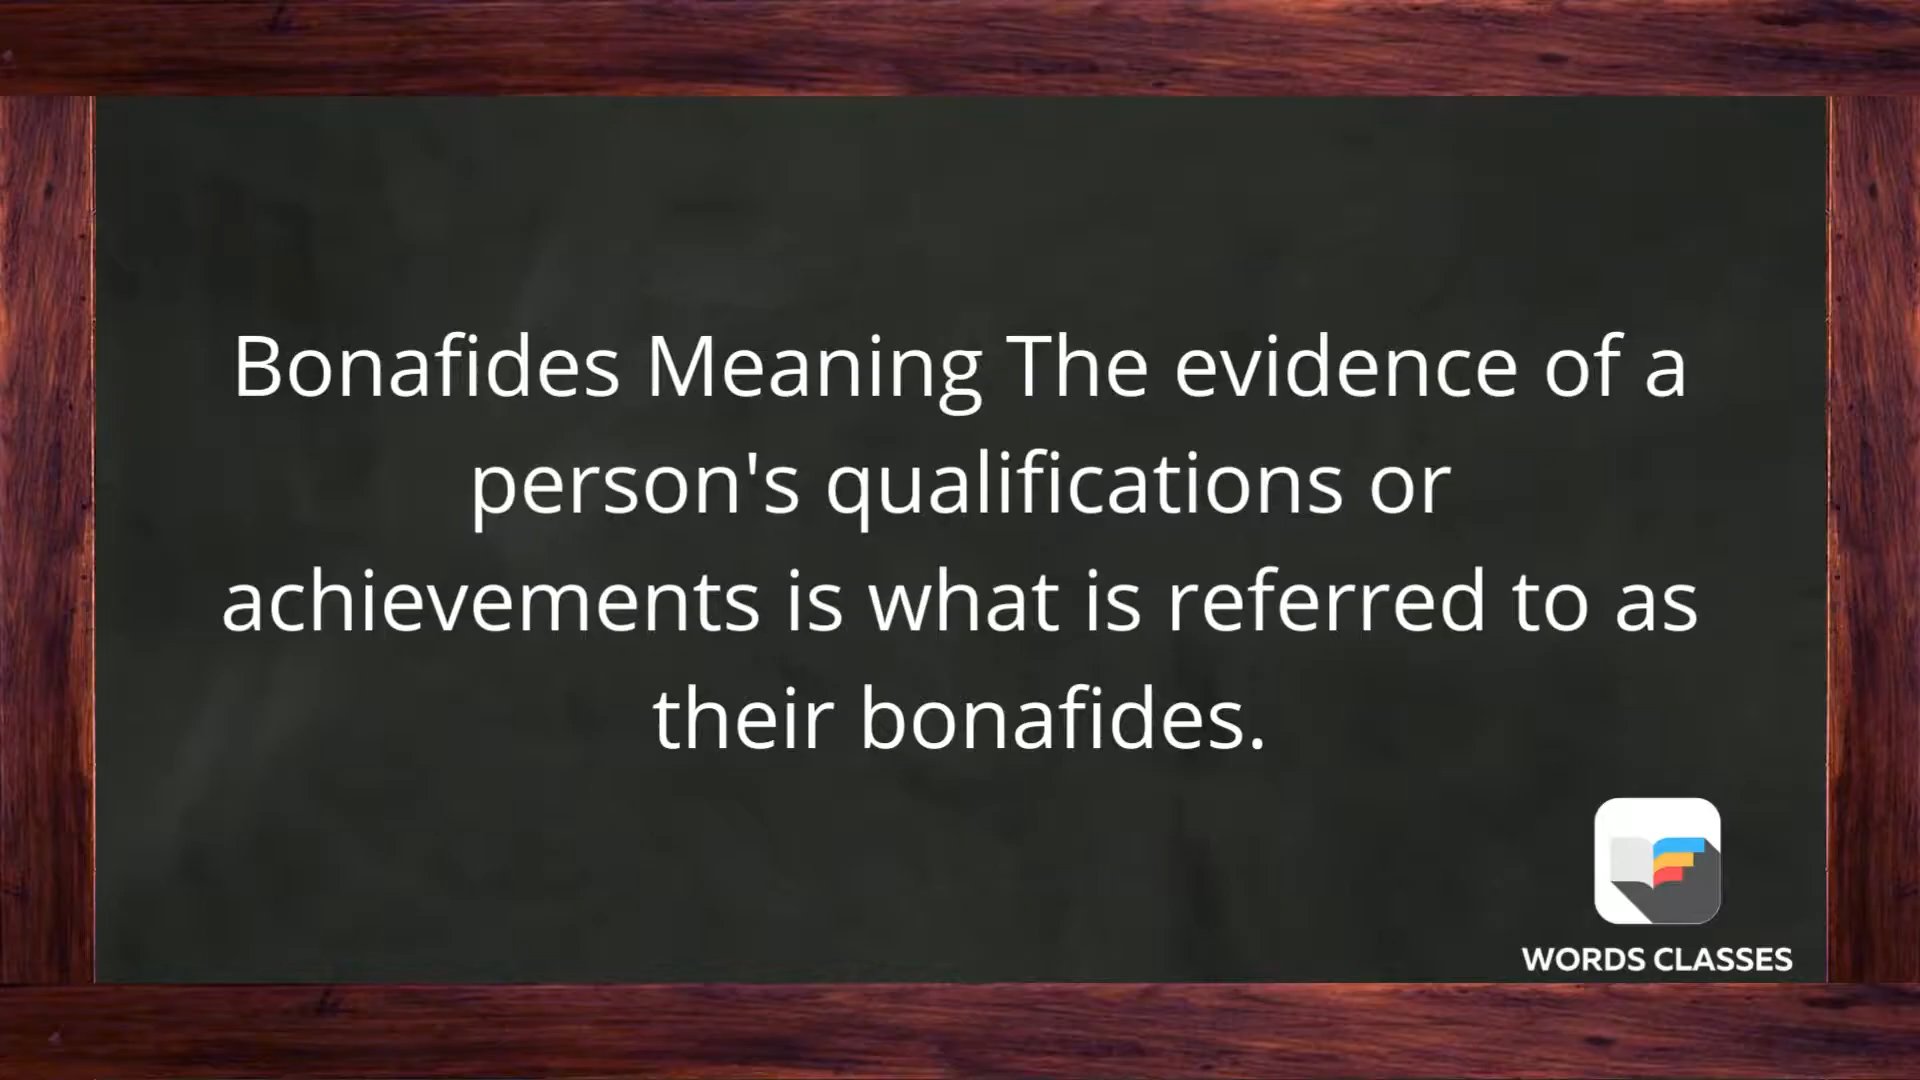 Bonafides Meaning The evidence of a
person's qualifications or
achievements is what is referred to as
their bonafides.
WORDS CLASSES